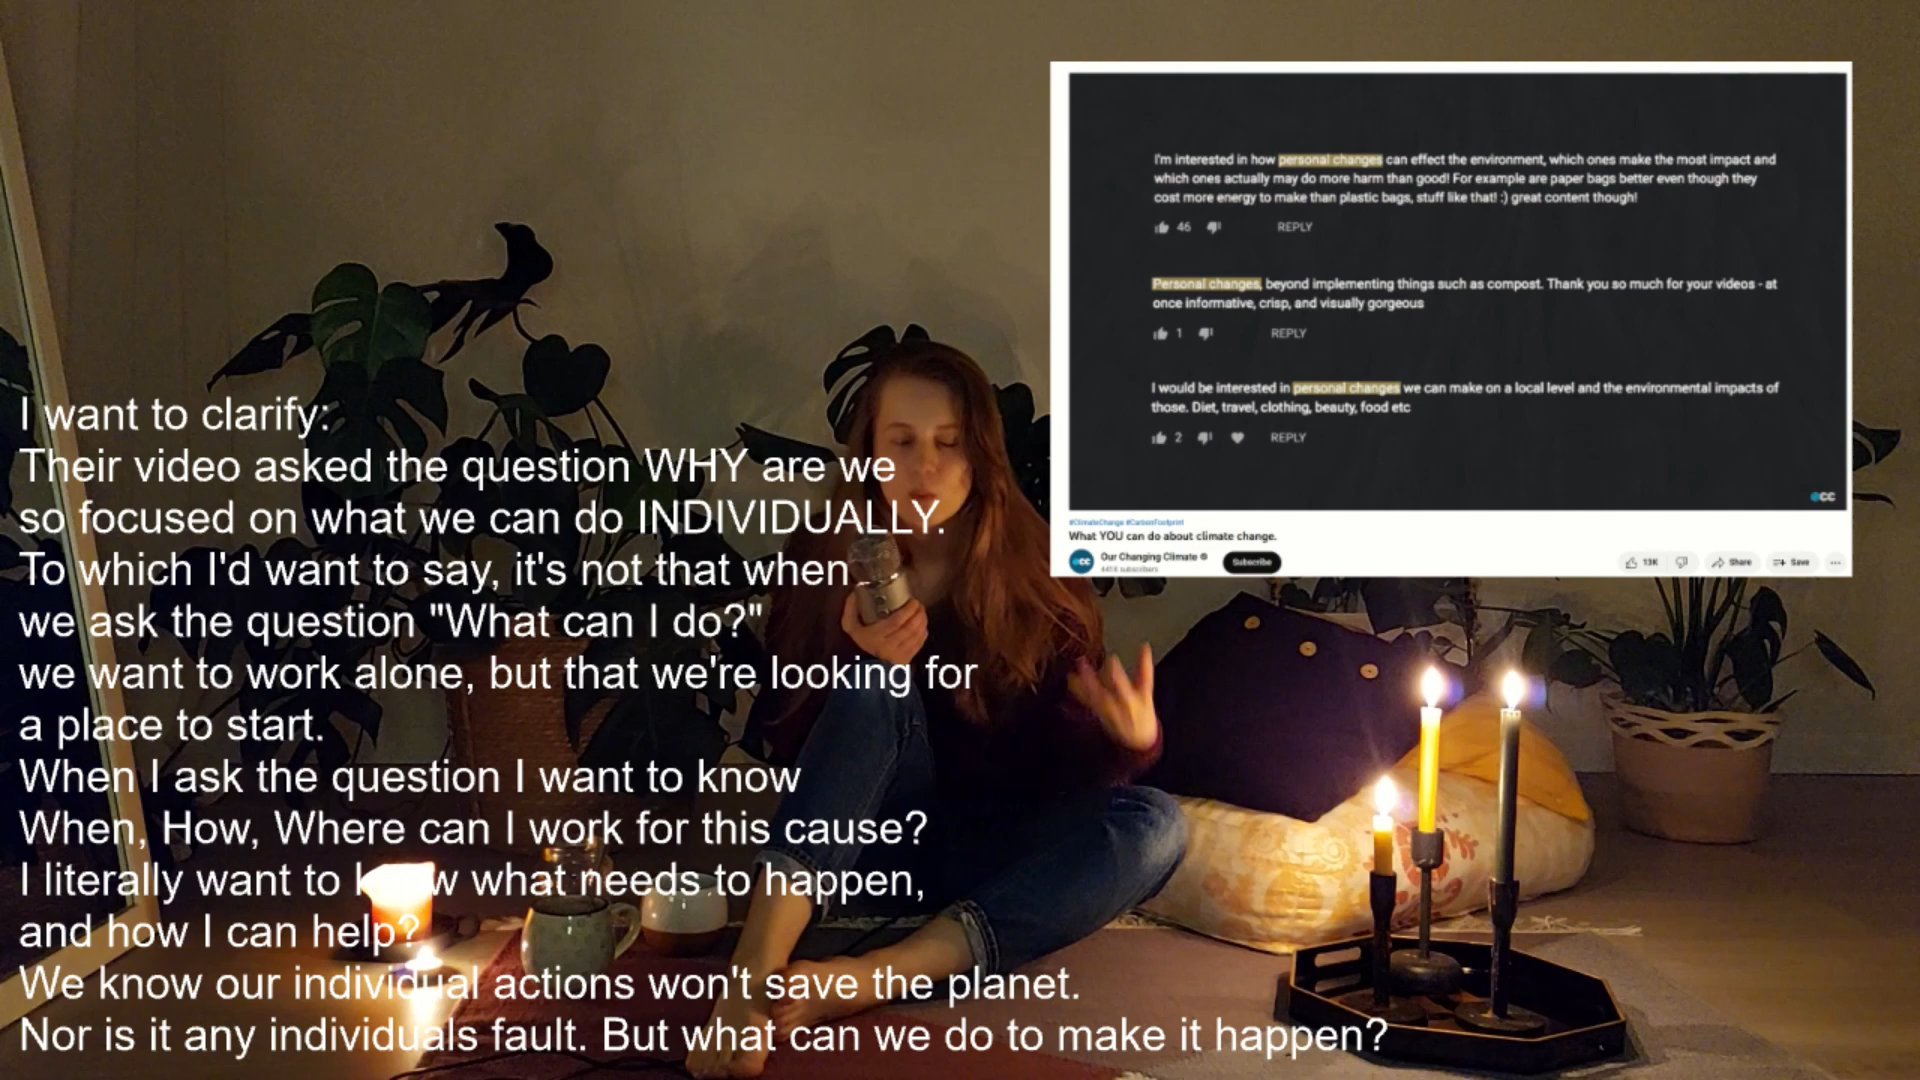 I'm interested in how personal changes can effect the environment, which ones make the most impact and
which ones actually may do more harm than good! For example are paper bags better even though they
cost more energy to make than plastic bags, stuff like that! :) great content though!
46 REPLY
Personal changes, beyond implementing things such as compost. Thank you so much for your videos - at
once informative, crisp, and visually gorgeous
1 REPLY
I would be interested in personal changes we can make on a local level and the environmental impacts of
those. Diet, travel, clothing, beauty, food etc
2 REPLY
occ
#ClimateChange #CarbonFootprint
What YOU can do about climate change.
occ Our Changing Climate Subscribe 13K Share Save
subscribers
I want to clarify:
Their video asked the question WHY are we
so focused on what we can do INDIVIDUALLY.
To which I'd want to say, it's not that when
we ask the question "What can I do?"
we want to work alone, but that we're looking for
a place to start.
When I ask the question I want to know
When, How, Where can I work for this cause?
I literally want to know what needs to happen,
and how I can help?
We know our individual actions won't save the planet.
Nor is it any individuals fault. But what can we do to make it happen?